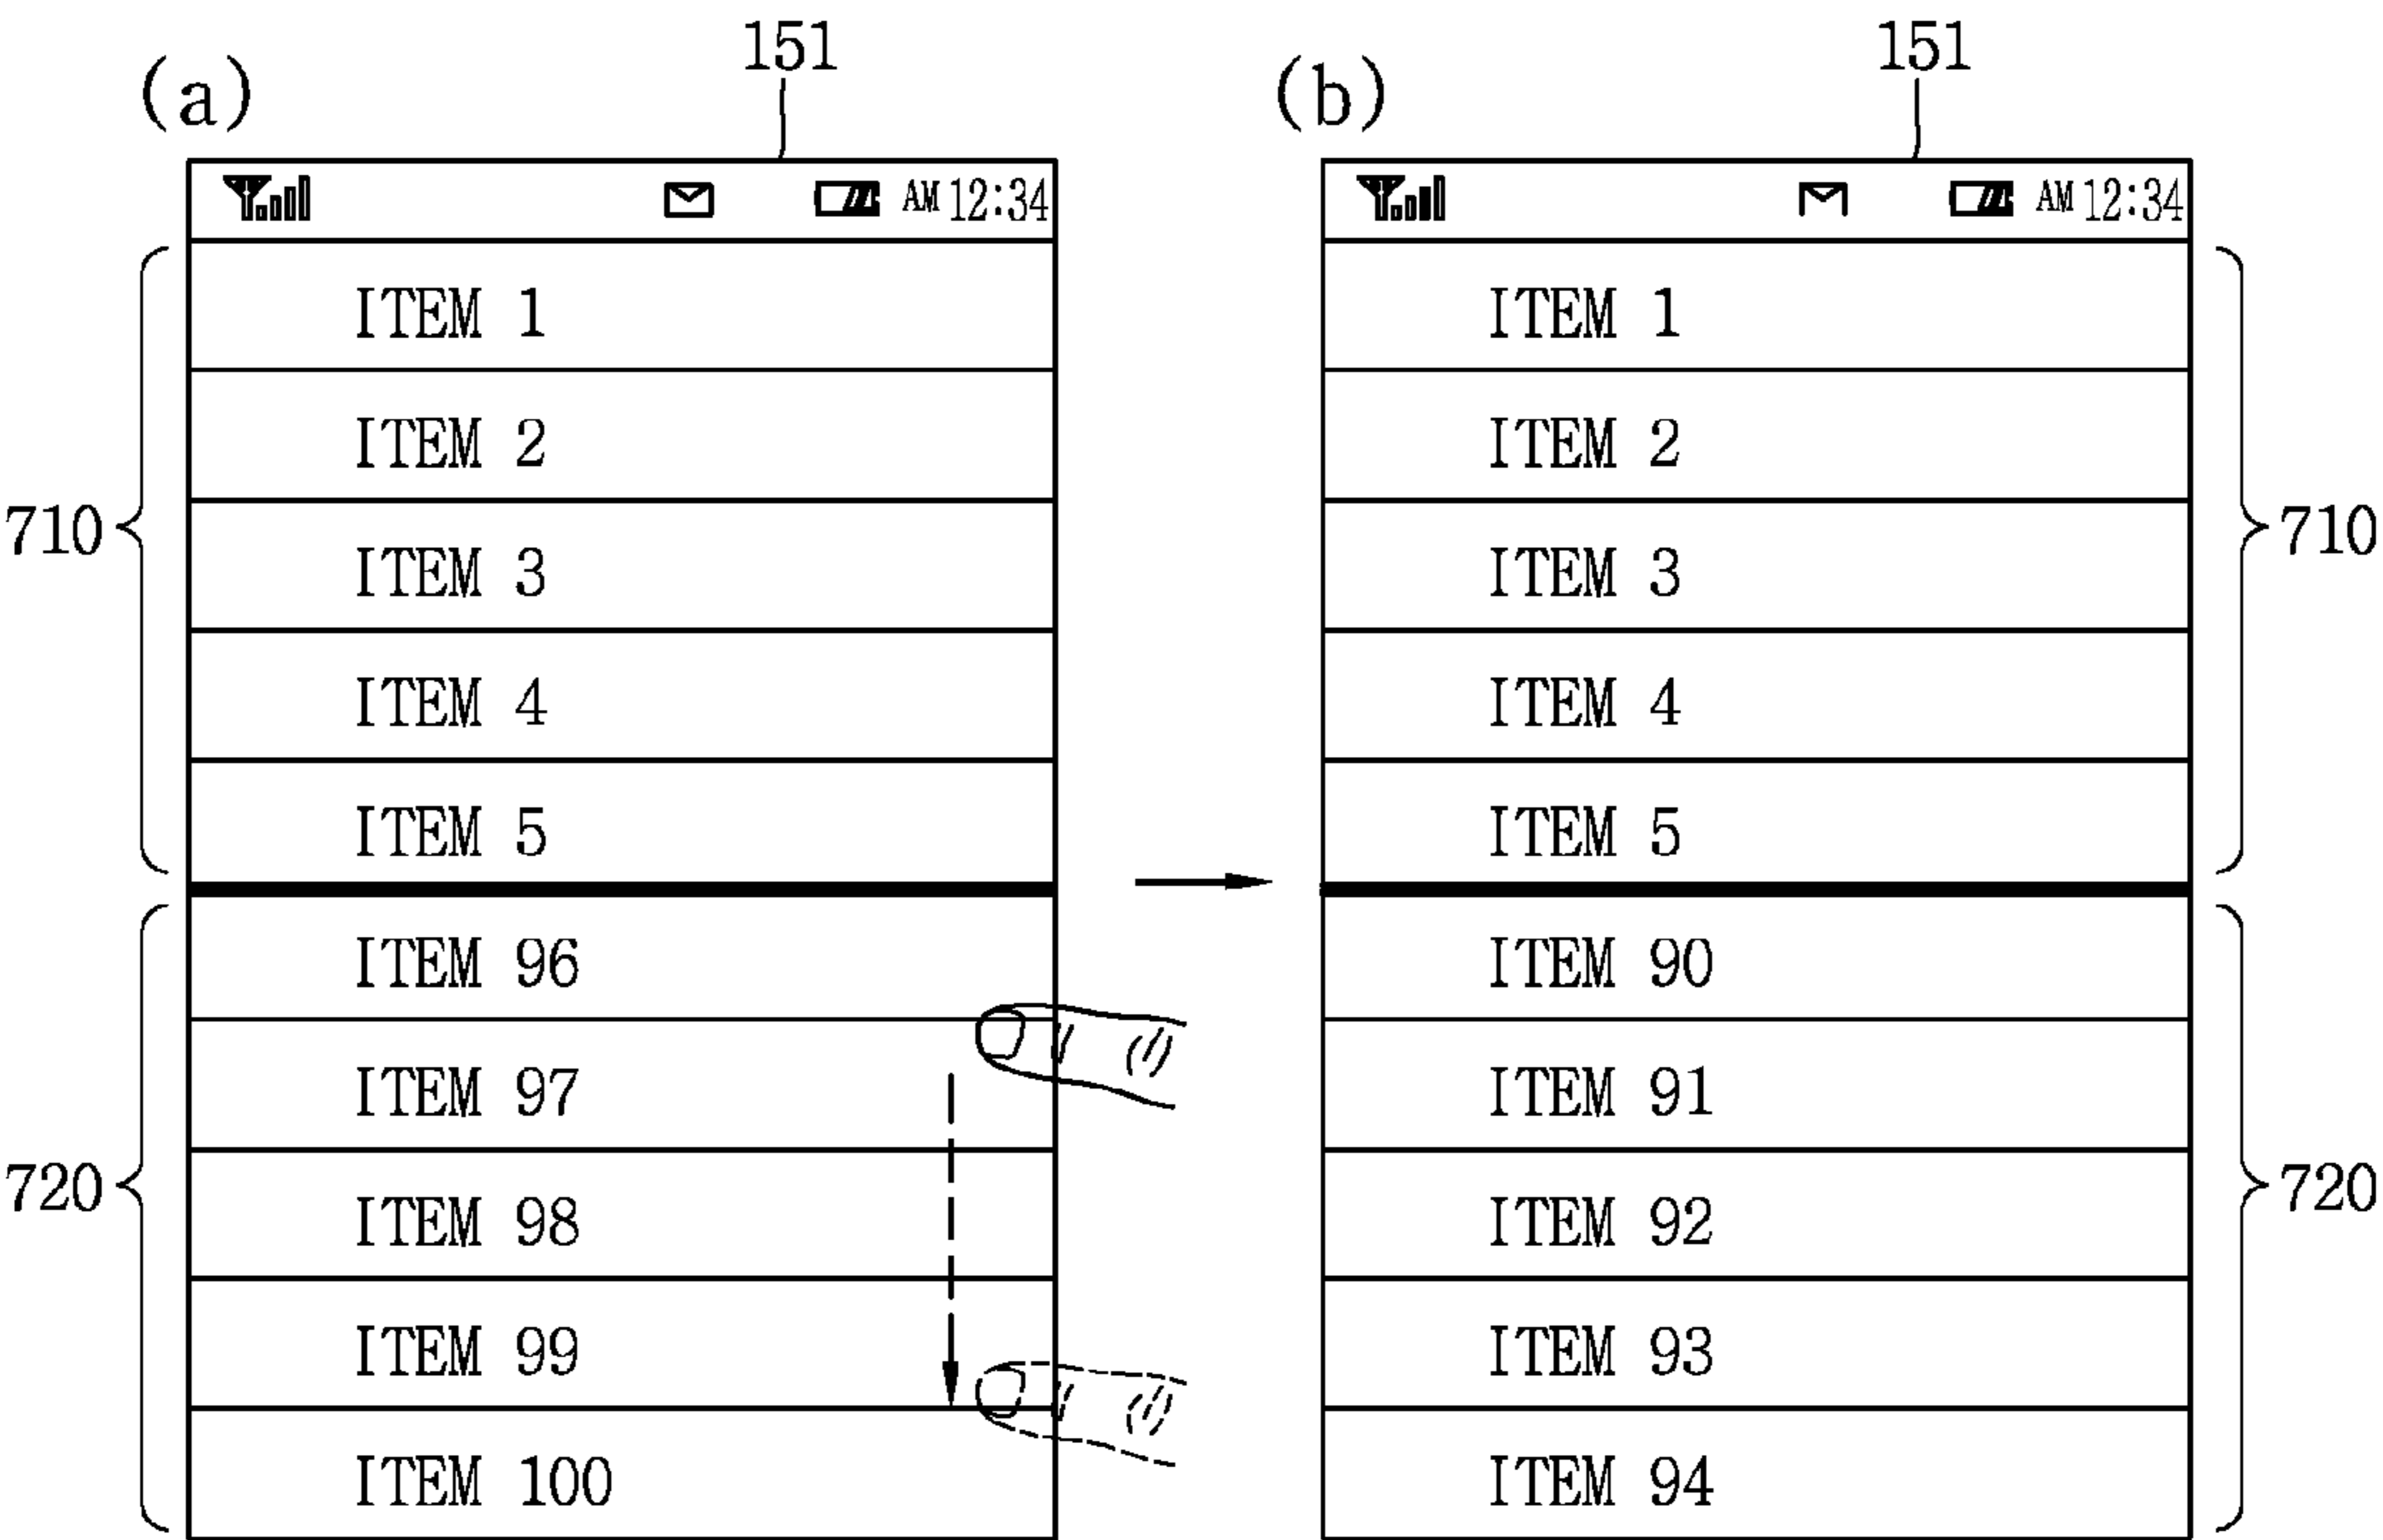 (a)
151
AM 12:34
710
ITEM 1
ITEM 2
ITEM 3
ITEM 4
ITEM 5
720
ITEM 96
ITEM 97
ITEM 98
ITEM 99
ITEM 100
(b)
151
AM 12:34
ITEM 1
ITEM 2
ITEM 3
ITEM 4
ITEM 5
710
ITEM 90
ITEM 91
ITEM 92
ITEM 93
ITEM 94
720